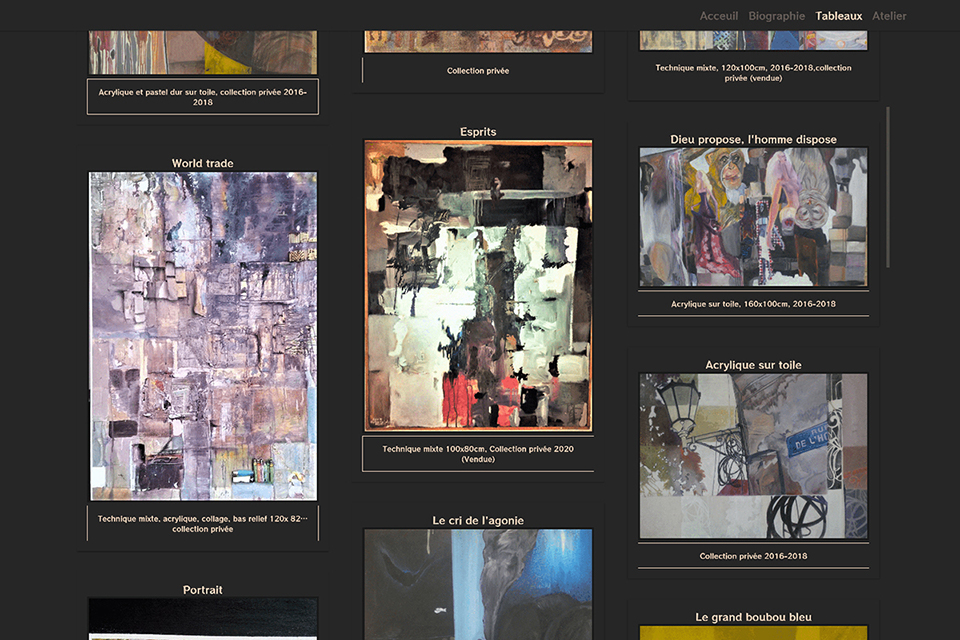 Acceuil Biographie Tableaux Atelier
Acrylique et pastel dur sur toile, collection privée 2016-
2018
World trade
Technique mixte, acrylique, collage, bas relief 120x 82...
collection privée
Portrait
Collection privée
Esprits
Technique mixte 100x80cm, Collection privée 2020
(Vendue)
Le cri de l'agonie
Technique mixte, 120x100cm, 2016-2018,collection
privée (vendue)
Dieu propose, l'homme dispose
Acrylique sur toile, 160x100cm, 2016-2018
Acrylique sur toile
RUE
DE L'HO
Collection privée 2016-2018
Le grand boubou bleu